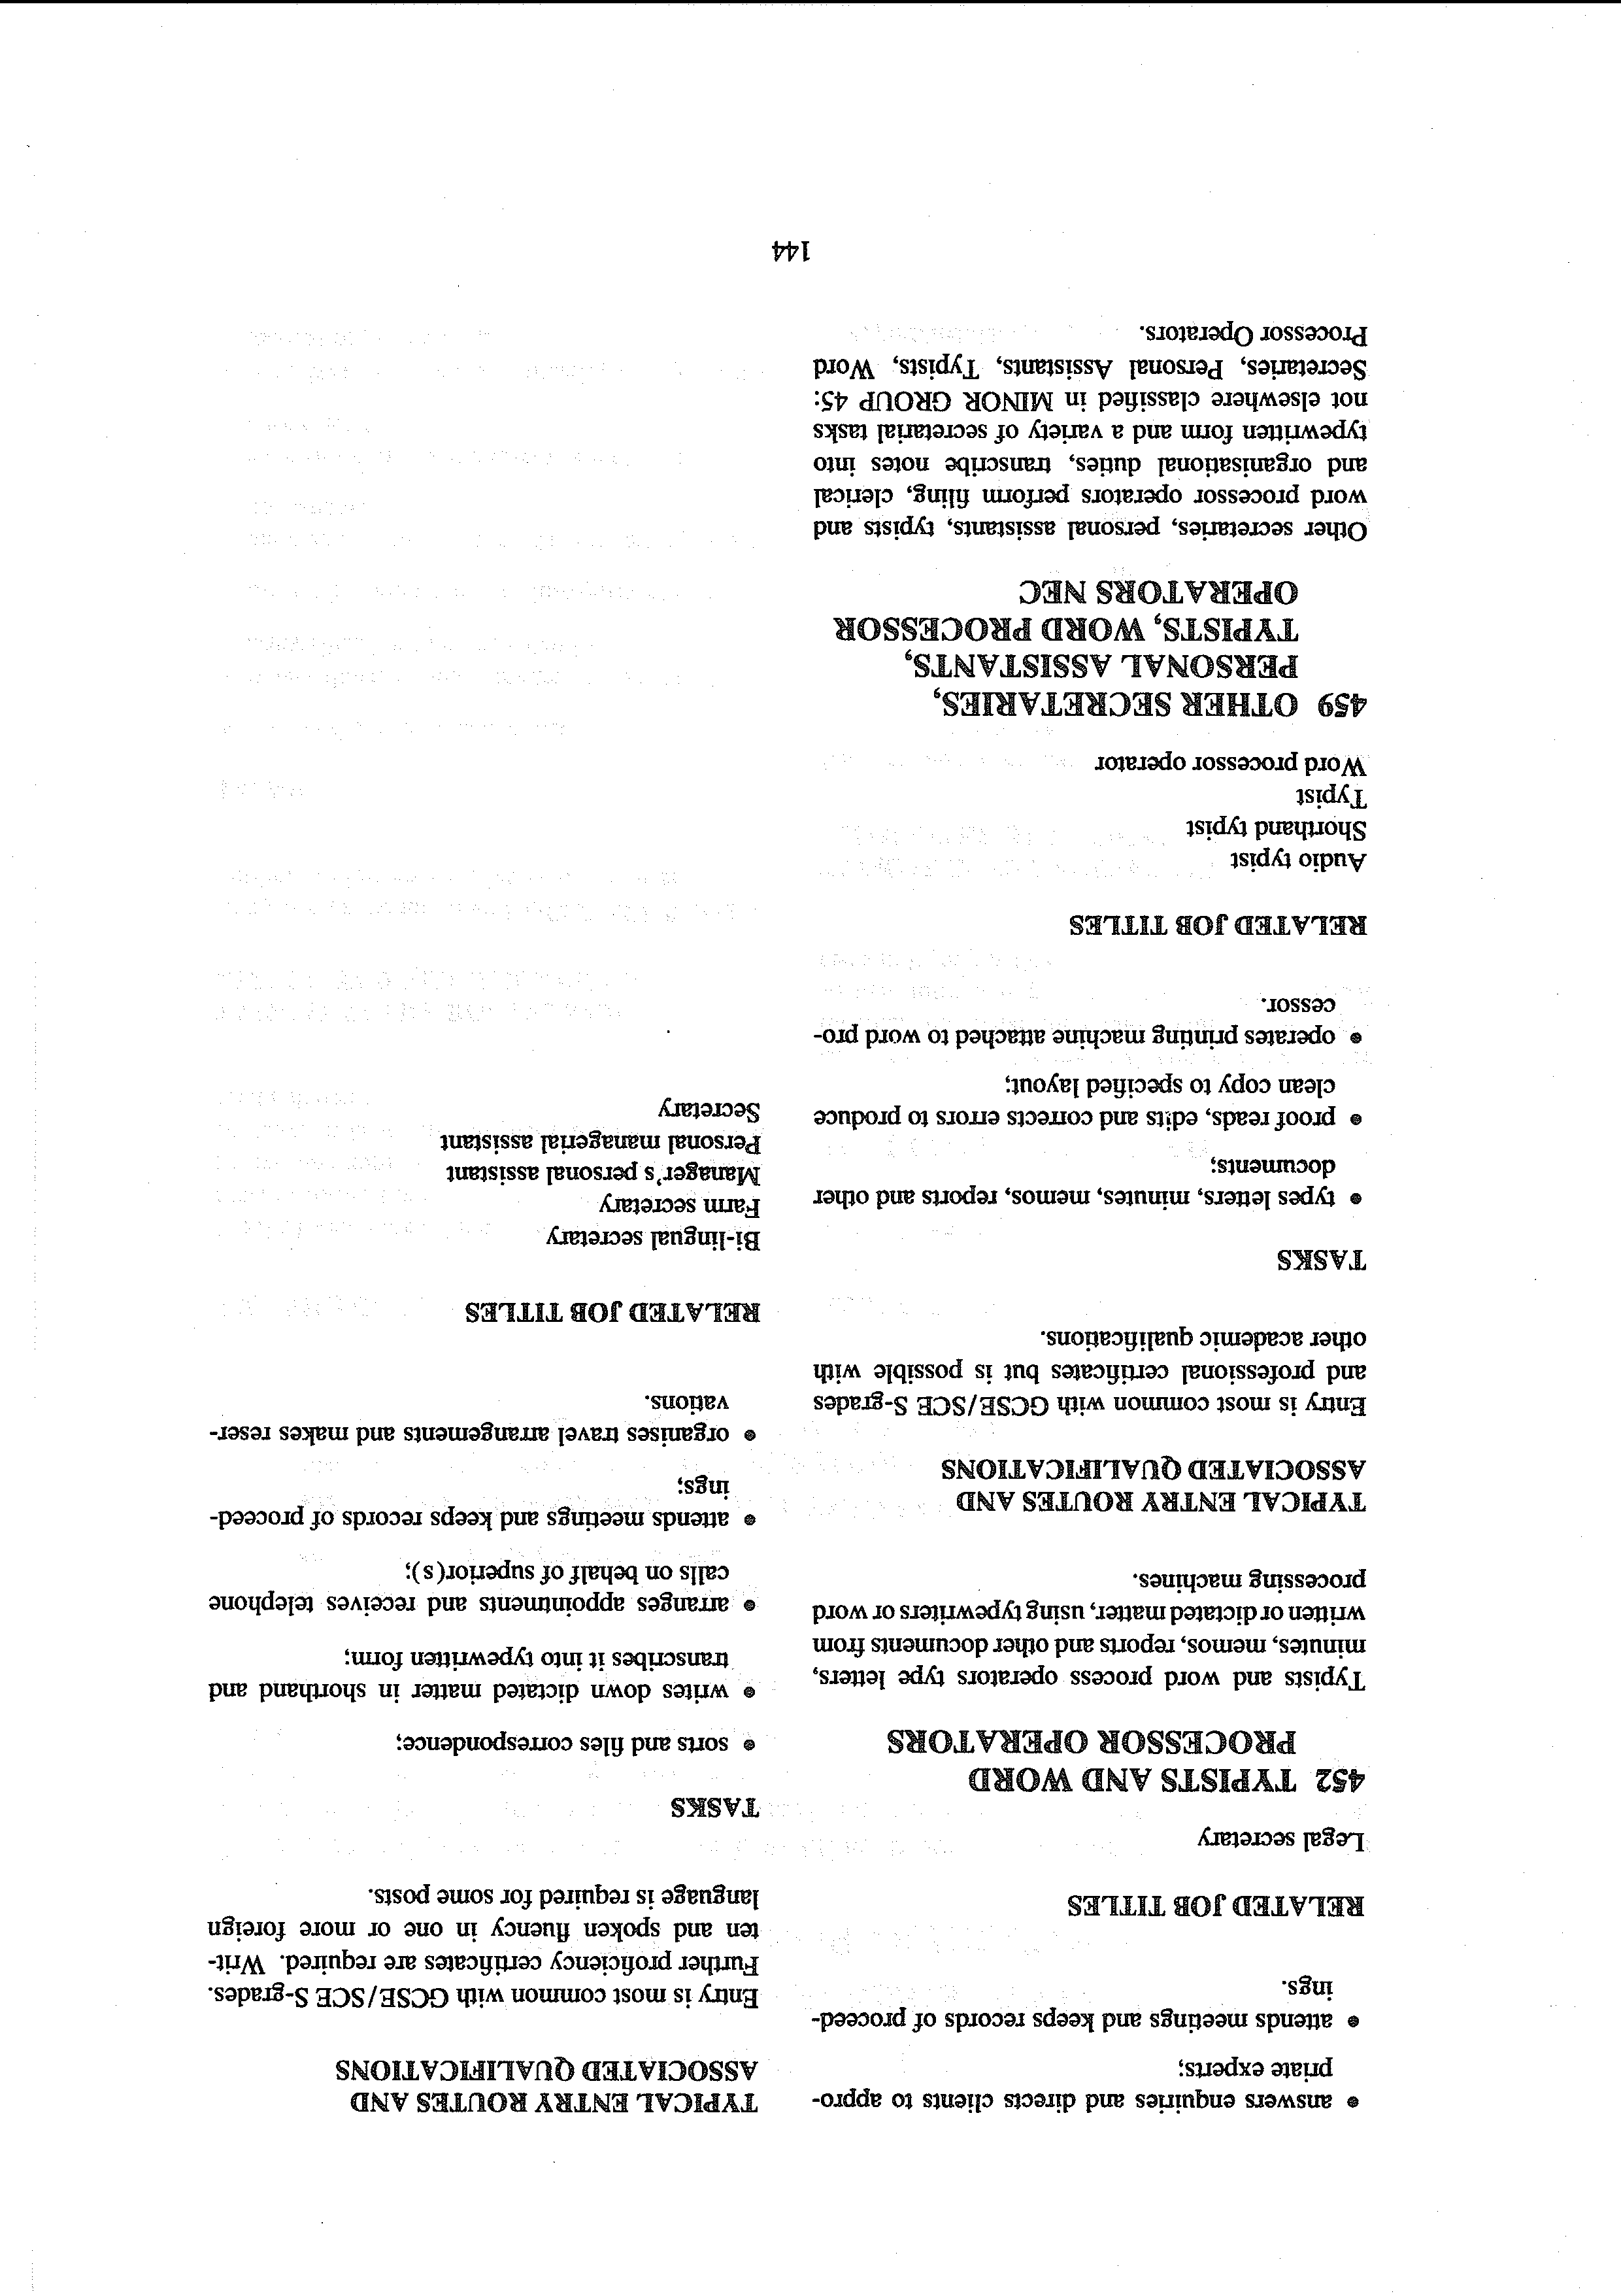 • answers enquiries and directs clients to appro-
priate experts;
• attends meetings and keeps records of proceed-
ings.
RELATED JOB TITLES
Legal secretary
452 TYPISTS AND WORD
PROCESSOR OPERATORS
Typists and word process operators type letters,
minutes, memos, reports and other documents from
written or dictated matter, using typewriters or word
processing machines.
TYPICAL ENTRY ROUTES AND
ASSOCIATED QUALIFICATIONS
Entry is most common with GCSE/SCE S-grades
and professional certificates but is possible with
other academic qualifications.
TASKS
• types letters, minutes, memos, reports and other
documents;
• proof reads, edits and corrects errors to produce
clean copy to specified layout;
• operates printing machine attached to word pro-
cessor.
RELATED JOB TITLES
Audio typist
Shorthand typist
Typist
Word processor operator
459 OTHER SECRETARIES,
PERSONAL ASSISTANTS,
TYPISTS, WORD PROCESSOR
OPERATORS NEC
Other secretaries, personal assistants, typists and
word processor operators perform filing, clerical
and organisational duties, transcribe notes into
typewritten form and a variety of secretarial tasks
not elsewhere classified in MINOR GROUP 45:
Secretaries, Personal Assistants, Typists, Word
Processor Operators.
TYPICAL ENTRY ROUTES AND
ASSOCIATED QUALIFICATIONS
Entry is most common with GCSE/SCE S-grades.
Further proficiency certificates are required. Writ-
ten and spoken fluency in one or more foreign
language is required for some posts.
TASKS
• sorts and files correspondence;
• writes down dictated matter in shorthand and
transcribes it into typewritten form;
• arranges appointments and receives telephone
calls on behalf of superior(s);
• attends meetings and keeps records of proceed-
ings;
• organises travel arrangements and makes reser-
vations.
RELATED JOB TITLES
Bi-lingual secretary
Farm secretary
Manager's personal assistant
Personal managerial assistant
Secretary
144